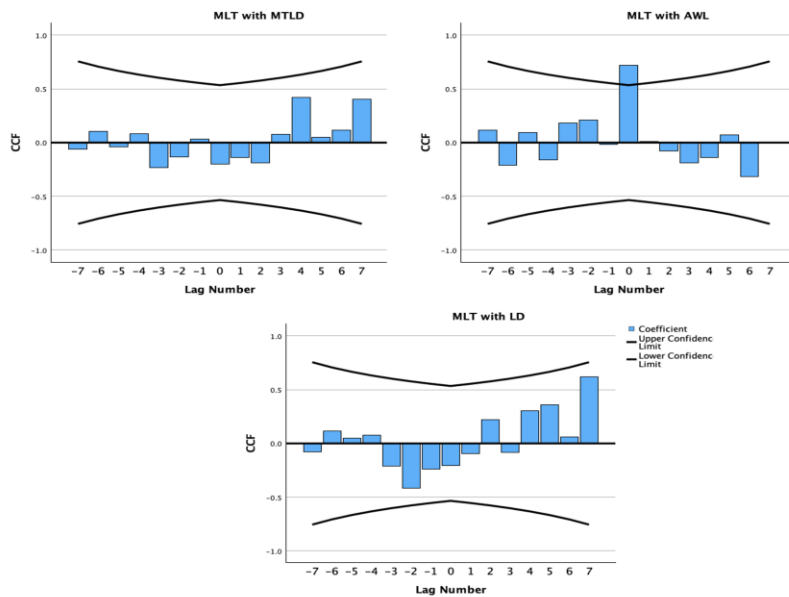 MLT with MTLD
1.0
0.5
0.0
-0.5
-1.0
CCF
-7 -6 -5 -4 -3 -2 -1 0 1 2 3 4 5 6 7
Lag Number
MLT with AWL
1.0
0.5
0.0
-0.5
-1.0
CCF
-7 -6 -5 -4 -3 -2 -1 0 1 2 3 4 5 6 7
Lag Number
MLT with LD
1.0
0.5
0.0
-0.5
-1.0
CCF
-7 -6 -5 -4 -3 -2 -1 0 1 2 3 4 5 6 7
Lag Number
Coefficient
Upper Confidenc
Limit
Lower Confidenc
Limit